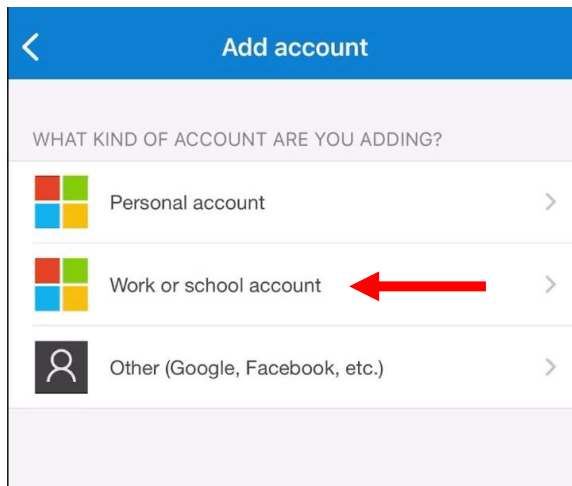 Add account
WHAT KIND OF ACCOUNT ARE YOU ADDING?
Personal account
Work or school account
Other (Google, Facebook, etc.)